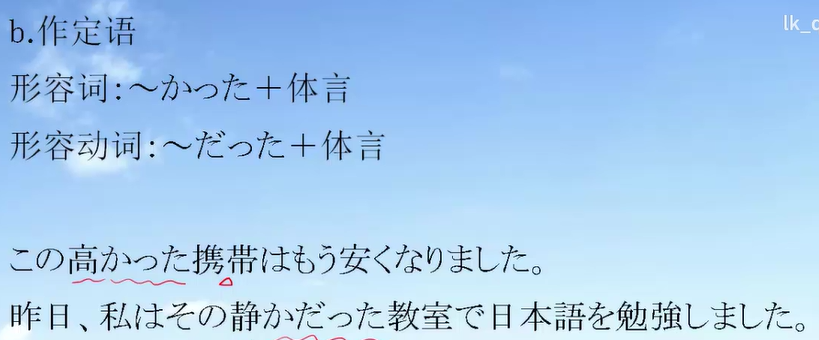 b.作定语
lk_
形容词:～かった＋体言
形容动词:～だった＋体言
この高かった携帯はもう安くなりました。
昨日、私はその静かだった教室で日本語を勉強しました。